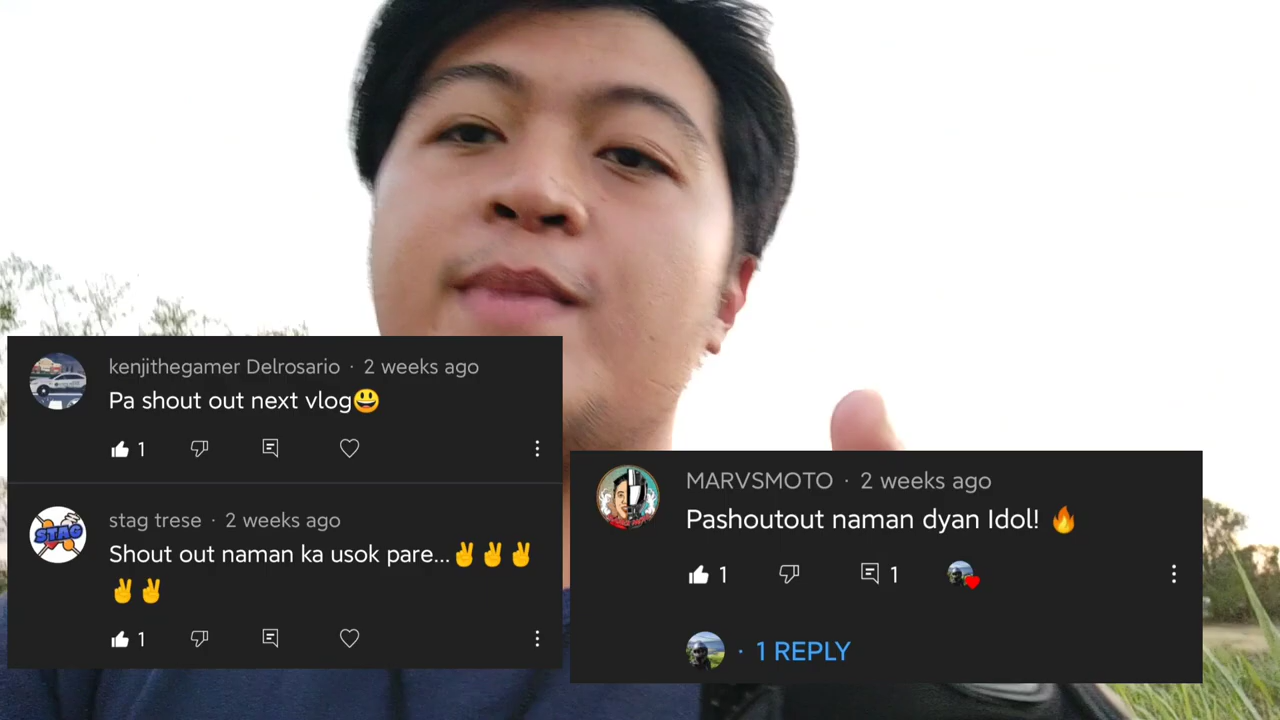 kenjithegamer Delrosario · 2 weeks ago
Pa shout out next vlog😃
1
stag trese · 2 weeks ago
STAG
Shout out naman ka usok pare...✌✌✌
✌✌
1
MARVSMOTO · 2 weeks ago
Pashoutout naman dyan Idol! 🔥
1 1
· 1 REPLY